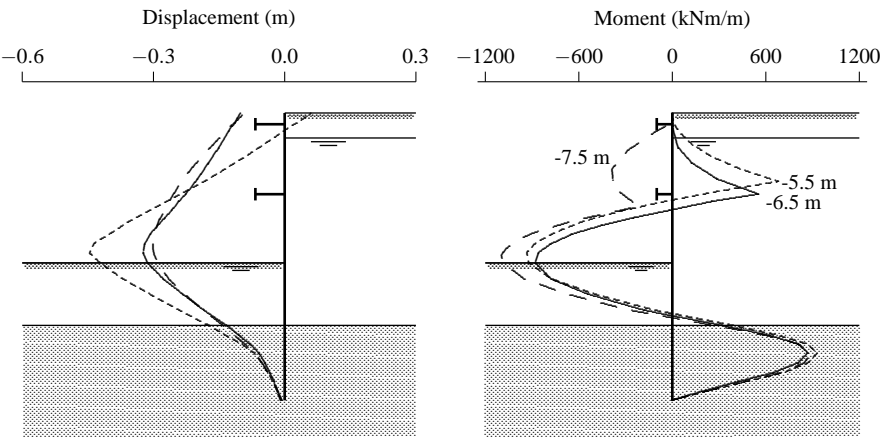 Displacement (m)
−0.6 −0.3 0.0 0.3
Moment (kNm/m)
−1200 −600 0 600 1200
-7.5 m
-5.5 m
-6.5 m